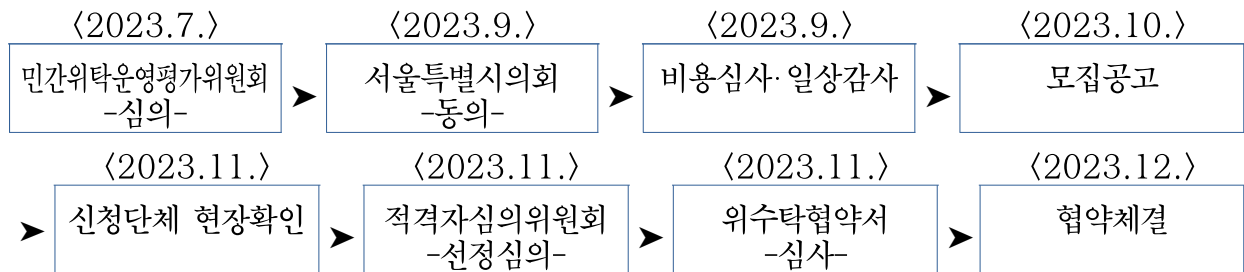 〈2023.7.〉 〈2023.9.〉 〈2023.9.〉 〈2023.10.〉
민간위탁운영평가위원회 ➤ 서울특별시의회 ➤ 비용심사·일상감사 ➤ 모집공고
-심의- -동의-
〈2023.11.〉 〈2023.11.〉 〈2023.11.〉 〈2023.12.〉
➤ 신청단체 현장확인 ➤ 적격자심의위원회 ➤ 위수탁협약서 ➤ 협약체결
-선정심의- -심사-